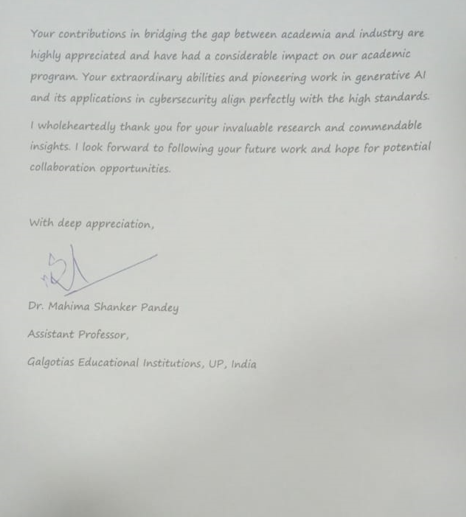 Your contributions in bridging the gap between academia and industry are
highly appreciated and have had a considerable impact on our academic
program. Your extraordinary abilities and pioneering work in generative AI
and its applications in cybersecurity align perfectly with the high standards.
I wholeheartedly thank you for your invaluable research and commendable
insights. I look forward to following your future work and hope for potential
collaboration opportunities.
With deep appreciation,
Dr. Mahima Shanker Pandey
Assistant Professor,
Galgotias Educational Institutions, UP, India